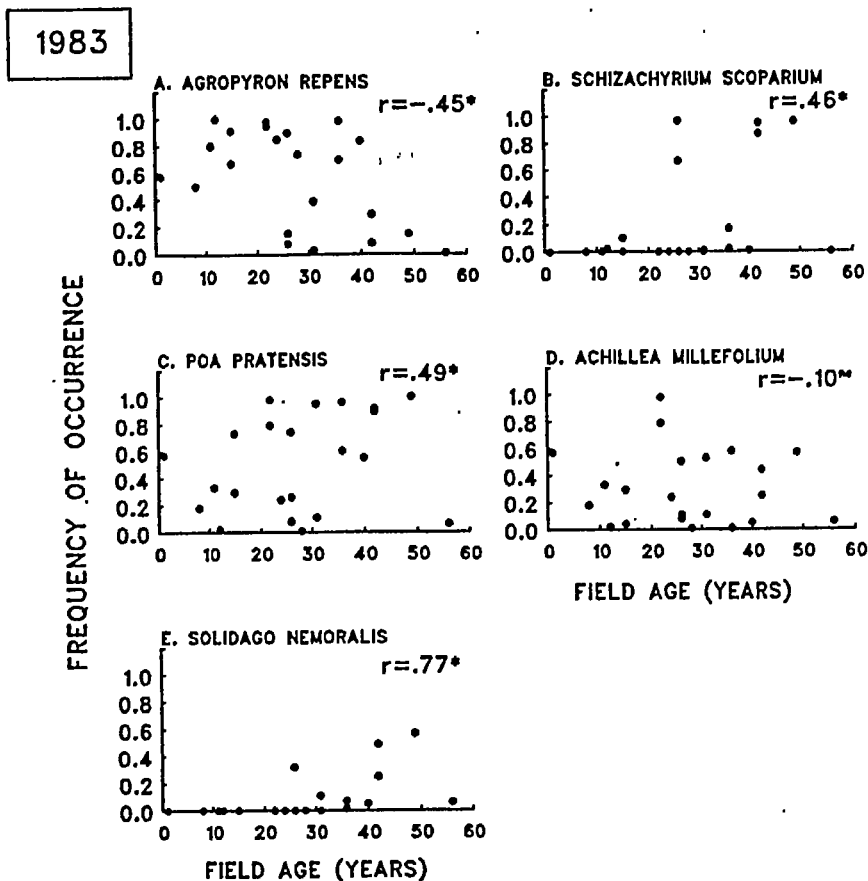 1983
A. AGROPYRON REPENS
r=-.45*
1.0
0.8
0.6
0.4
0.2
0.0
0 10 20 30 40 50 60
B. SCHIZACHYRIUM SCOPARIUM
r=.46*
1.0
0.8
0.6
0.4
0.2
0.0
0 10 20 30 40 50 60
FREQUENCY OF OCCURRENCE
C. POA PRATENSIS
r=.49*
1.0
0.8
0.6
0.4
0.2
0.0
0 10 20 30 40 50 60
D. ACHILLEA MILLEFOLIUM
r=-.10
1.0
0.8
0.6
0.4
0.2
0.0
0 10 20 30 40 50 60
FIELD AGE (YEARS)
E. SOLIDAGO NEMORALIS
r=.77*
1.0
0.8
0.6
0.4
0.2
0.0
0 10 20 30 40 50 60
FIELD AGE (YEARS)